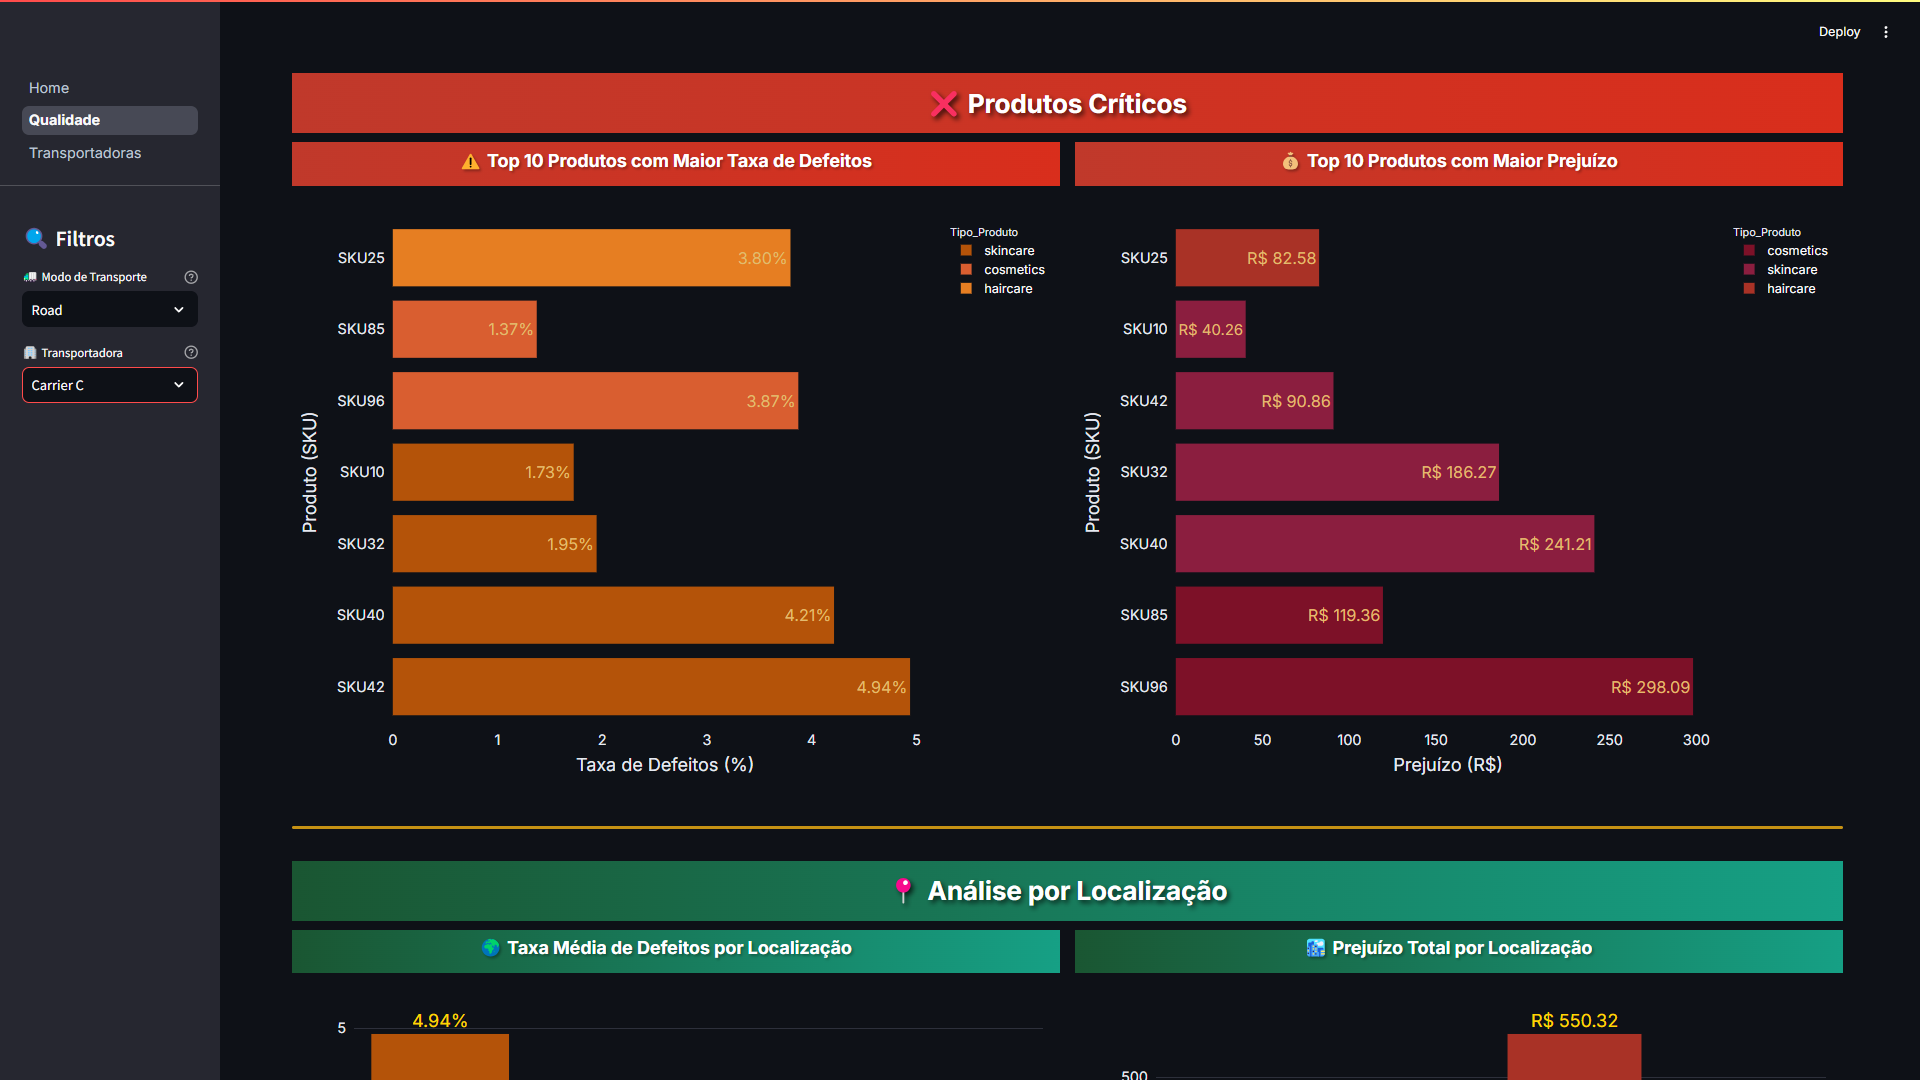 Deploy
Home
Qualidade
Transportadoras
Filtros
Modo de Transporte
Road
Transportadora
Carrier C
Produtos Críticos
Top 10 Produtos com Maior Taxa de Defeitos
Tipo_Produto
skincare
cosmetics
haircare
Produto (SKU)
SKU25
3.80%
SKU85
1.37%
SKU96
3.87%
SKU10
1.73%
SKU32
1.95%
SKU40
4.21%
SKU42
4.94%
0 1 2 3 4 5
Taxa de Defeitos (%)
Top 10 Produtos com Maior Prejuízo
Tipo_Produto
cosmetics
skincare
haircare
Produto (SKU)
SKU25
R$ 82.58
SKU10
R$ 40.26
SKU42
R$ 90.86
SKU32
R$ 186.27
SKU40
R$ 241.21
SKU85
R$ 119.36
SKU96
R$ 298.09
0 50 100 150 200 250 300
Prejuízo (R$)
Análise por Localização
Taxa Média de Defeitos por Localização
4.94%
5
Prejuízo Total por Localização
R$ 550.32
500